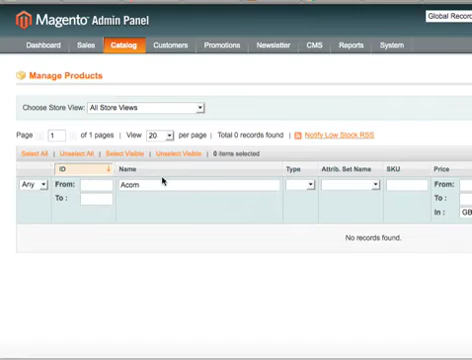 Magento Admin Panel
Global Recor
Dashboard Sales Catalog Customers Promotions Newsletter CMS Reports System
Manage Products
Choose Store View: All Store Views
Page 1 of 1 pages | View 20 per page | Total 0 records found | Notify Low Stock RSS
Select All | Unselect All | Select Visible | Unselect Visible | 0 items selected
ID Name Type Attrib. Set Name SKU Price
Any From: Acorn From:
To : To :
In : GB
No records found.